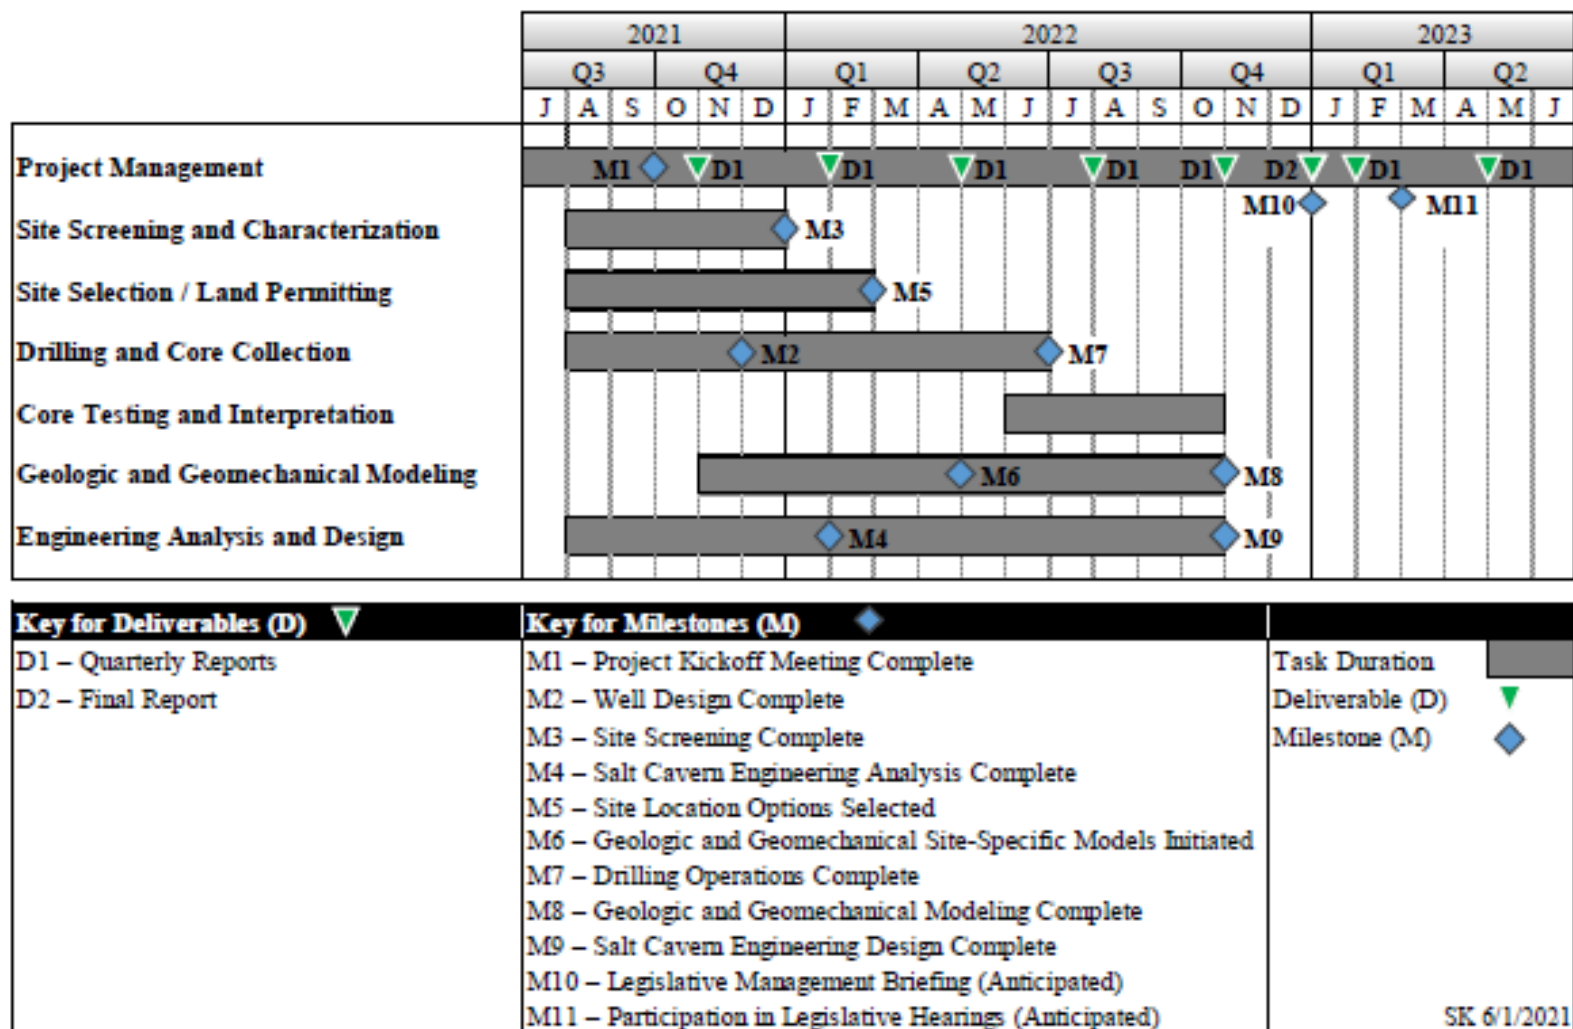 2021 2022 2023
Q3 Q4 Q1 Q2 Q3 Q4 Q1 Q2
J A S O N D J F M A M J J A S O N D J F M A M J
Project Management M1 D1 D1 D1 D1 D1 D2 D1 D1
M10 M11
Site Screening and Characterization M3
Site Selection / Land Permitting M5
Drilling and Core Collection M2 M7
Core Testing and Interpretation
Geologic and Geomechanical Modeling M6 M8
Engineering Analysis and Design M4 M9
Key for Deliverables (D) Key for Milestones (M)
D1 – Quarterly Reports M1 – Project Kickoff Meeting Complete Task Duration
D2 – Final Report M2 – Well Design Complete Deliverable (D)
M3 – Site Screening Complete Milestone (M)
M4 – Salt Cavern Engineering Analysis Complete
M5 – Site Location Options Selected
M6 – Geologic and Geomechanical Site-Specific Models Initiated
M7 – Drilling Operations Complete
M8 – Geologic and Geomechanical Modeling Complete
M9 – Salt Cavern Engineering Design Complete
M10 – Legislative Management Briefing (Anticipated)
M11 – Participation in Legislative Hearings (Anticipated) SK 6/1/2021